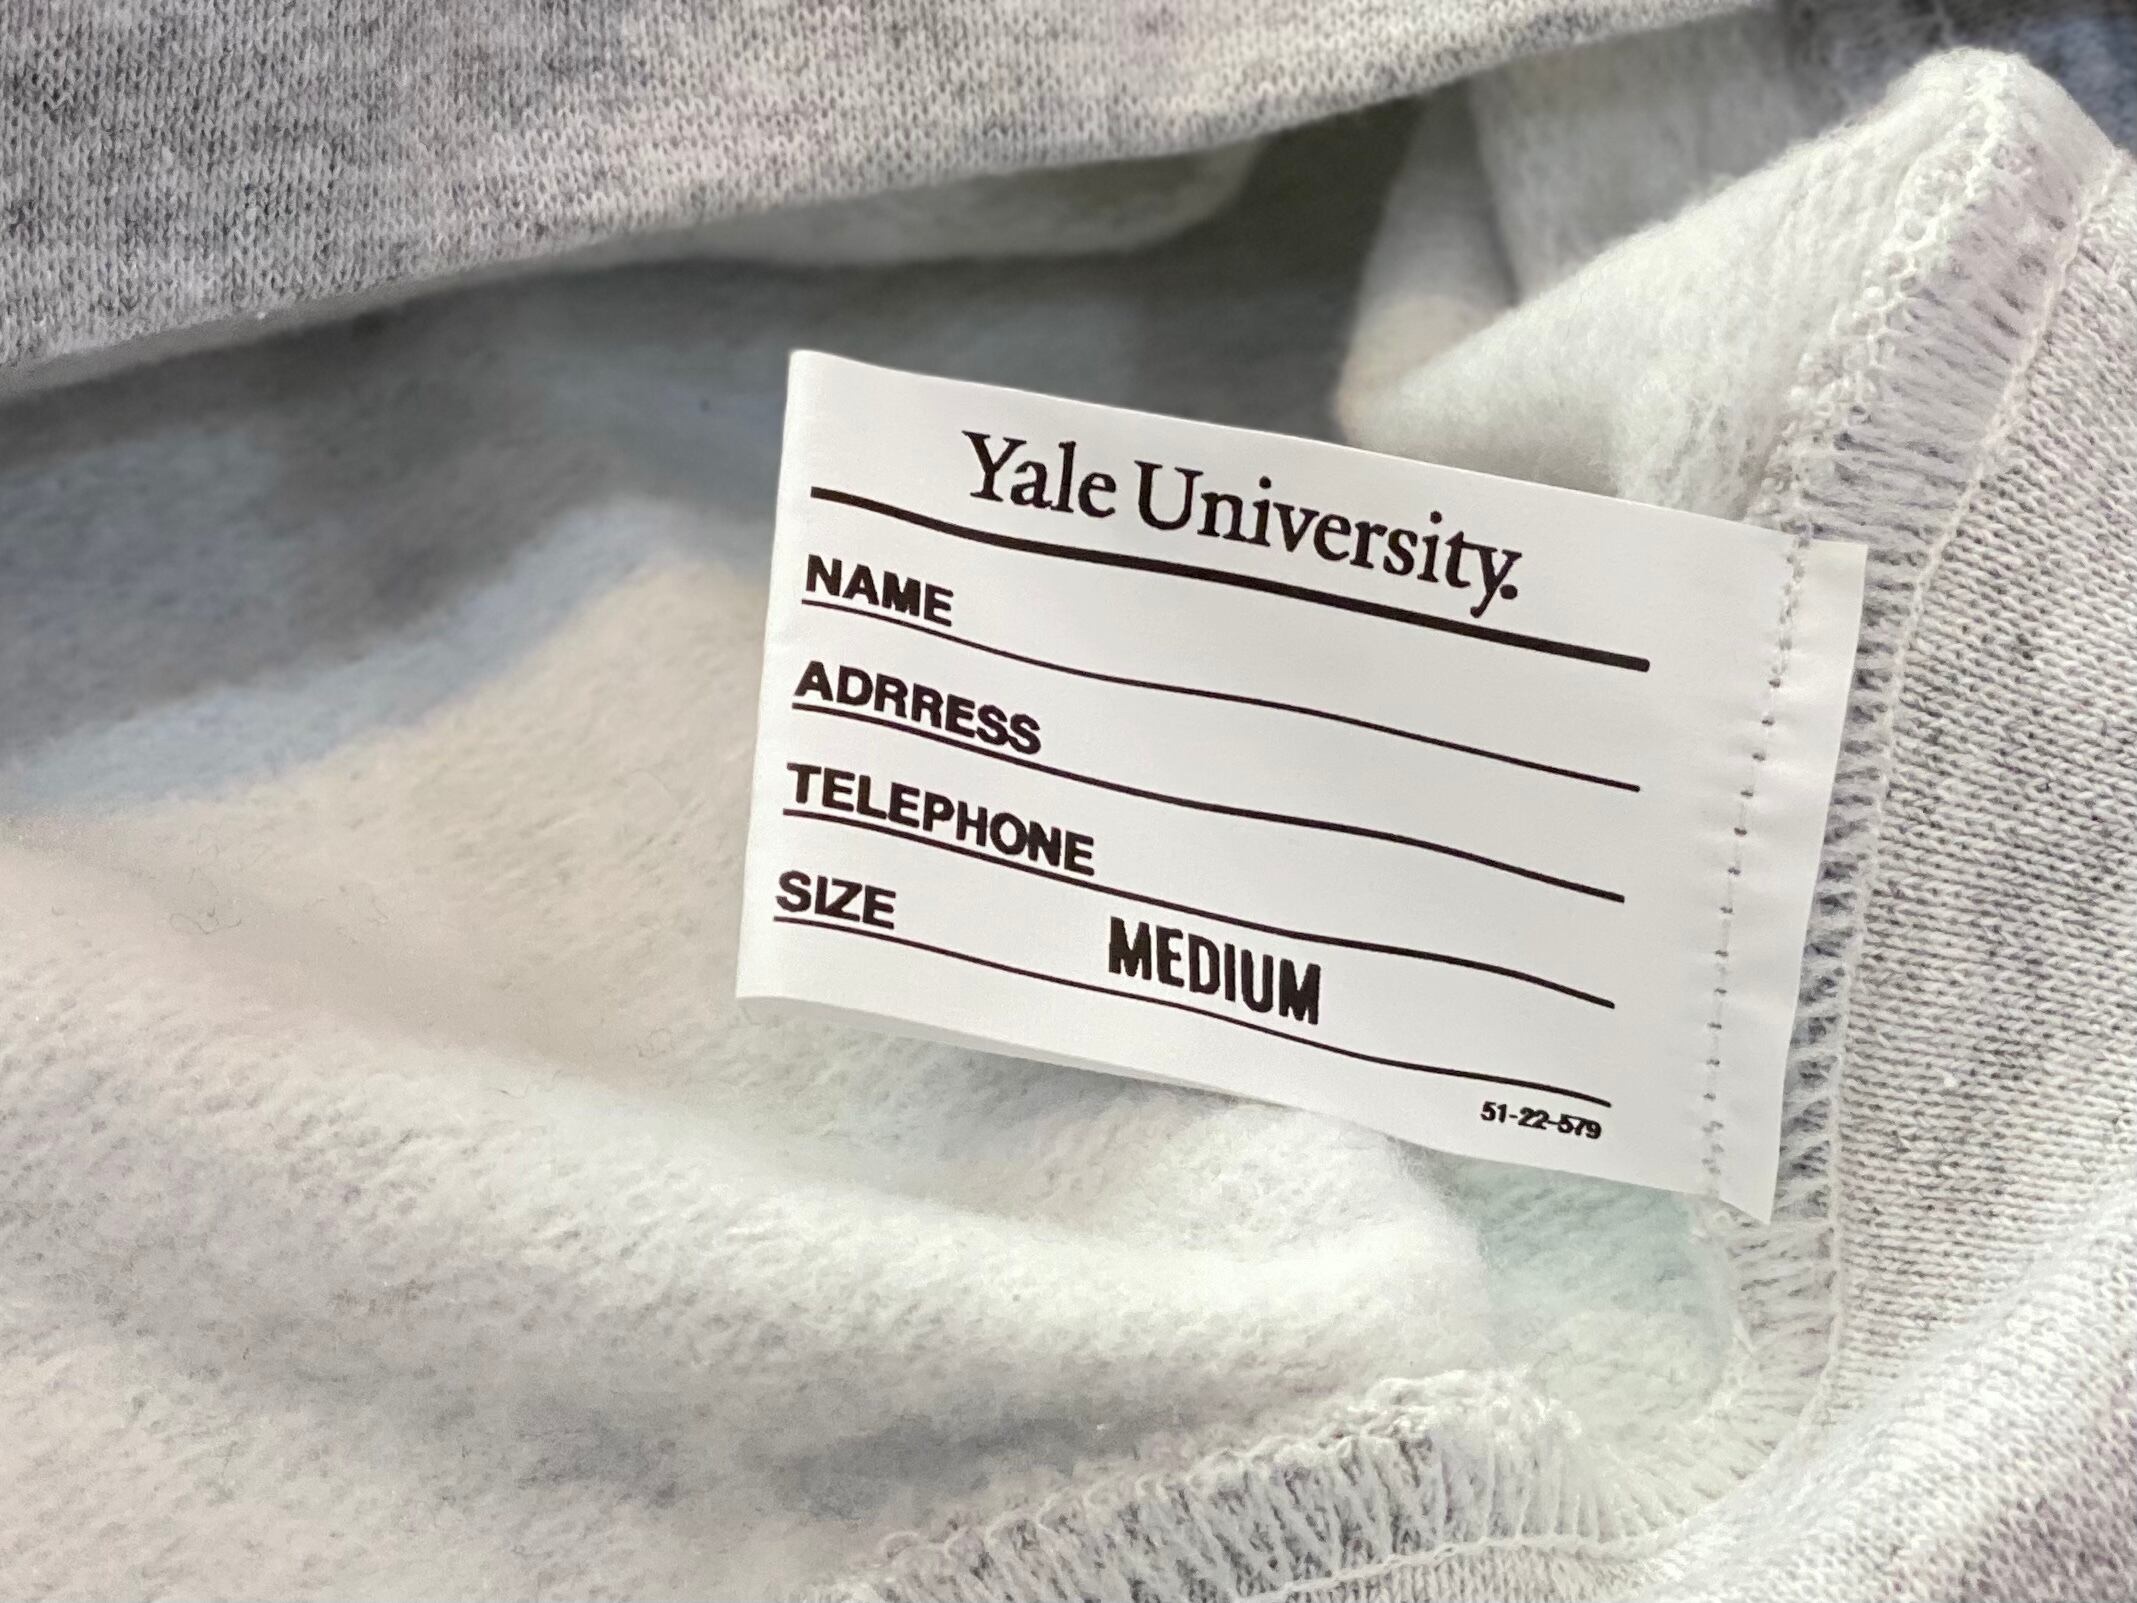 Yale University.
NAME
ADRRESS
TELEPHONE
SIZE MEDIUM
51-22-579